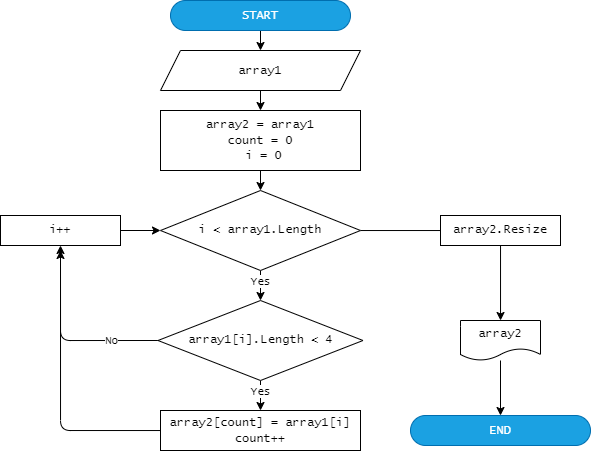 START
array1
array2 = array1
count = 0
i = 0
i++
i < array1.Length
array2.Resize
Yes
array1[i].Length < 4
array2
NO
Yes
array2[count] = array1[i]
count++
END